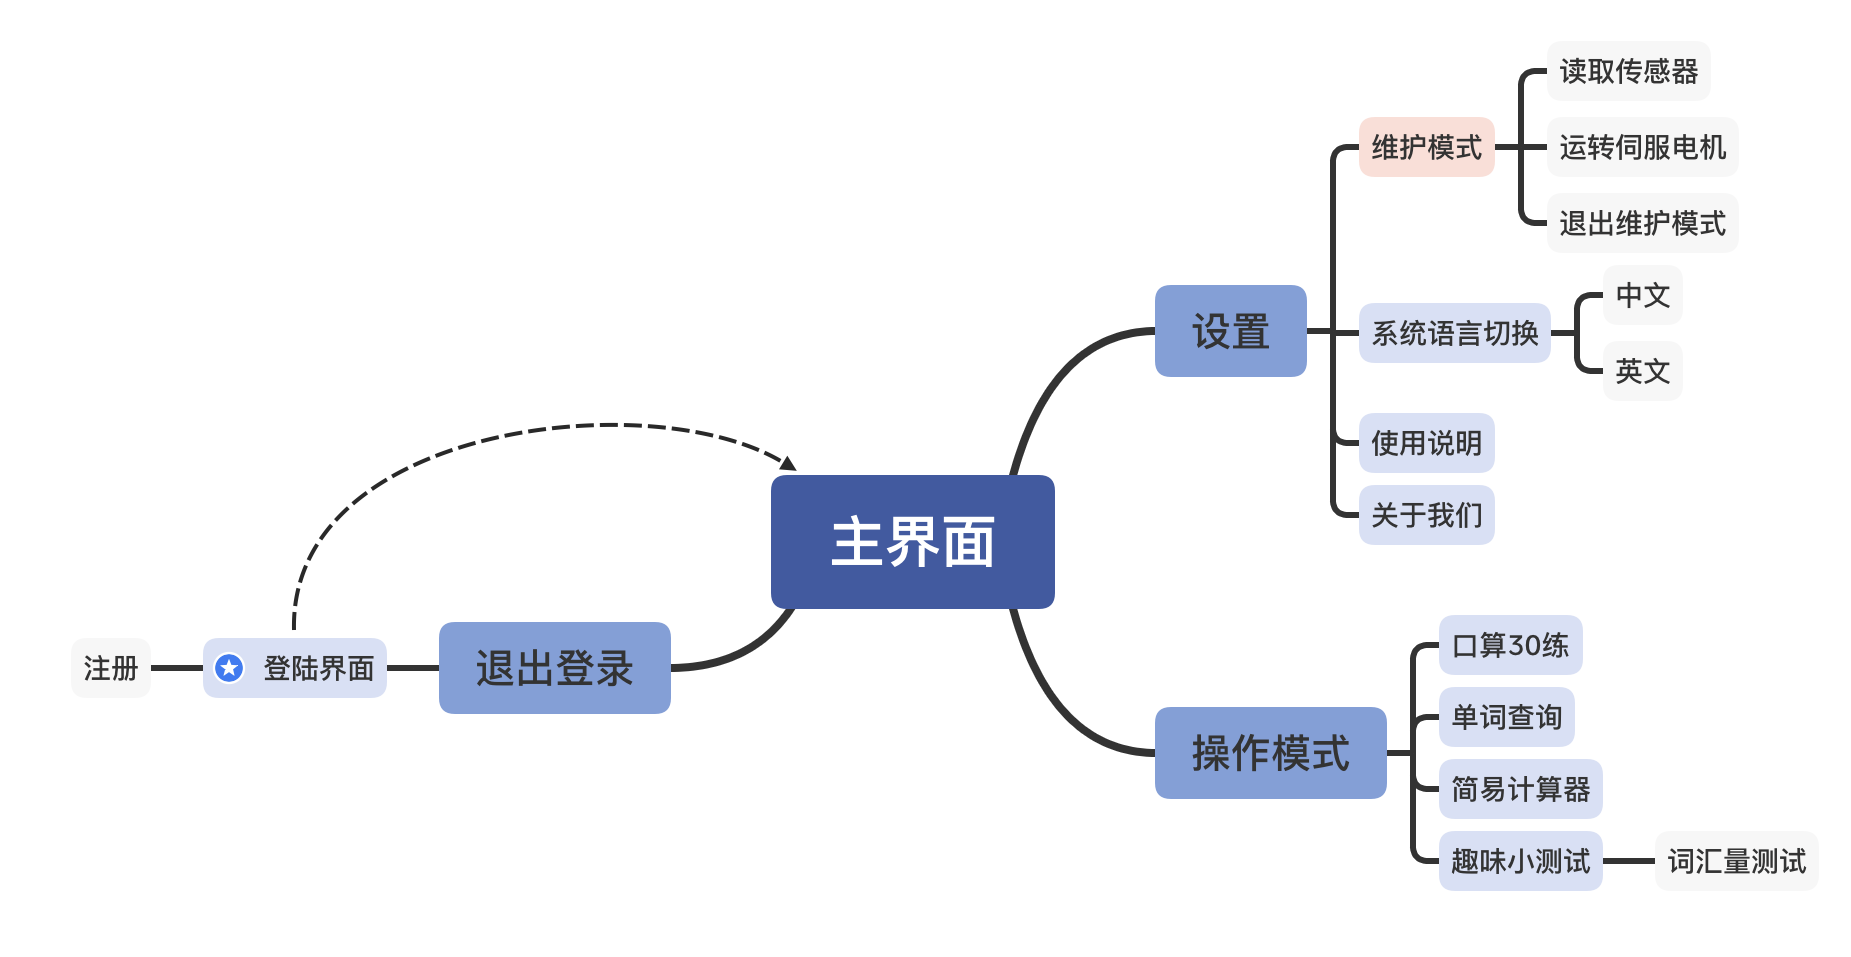 读取传感器
维护模式
运转伺服电机
退出维护模式
设置
系统语言切换
中文
英文
使用说明
关于我们
主界面
注册
登陆界面
退出登录
操作模式
口算30练
单词查询
简易计算器
趣味小测试
词汇量测试